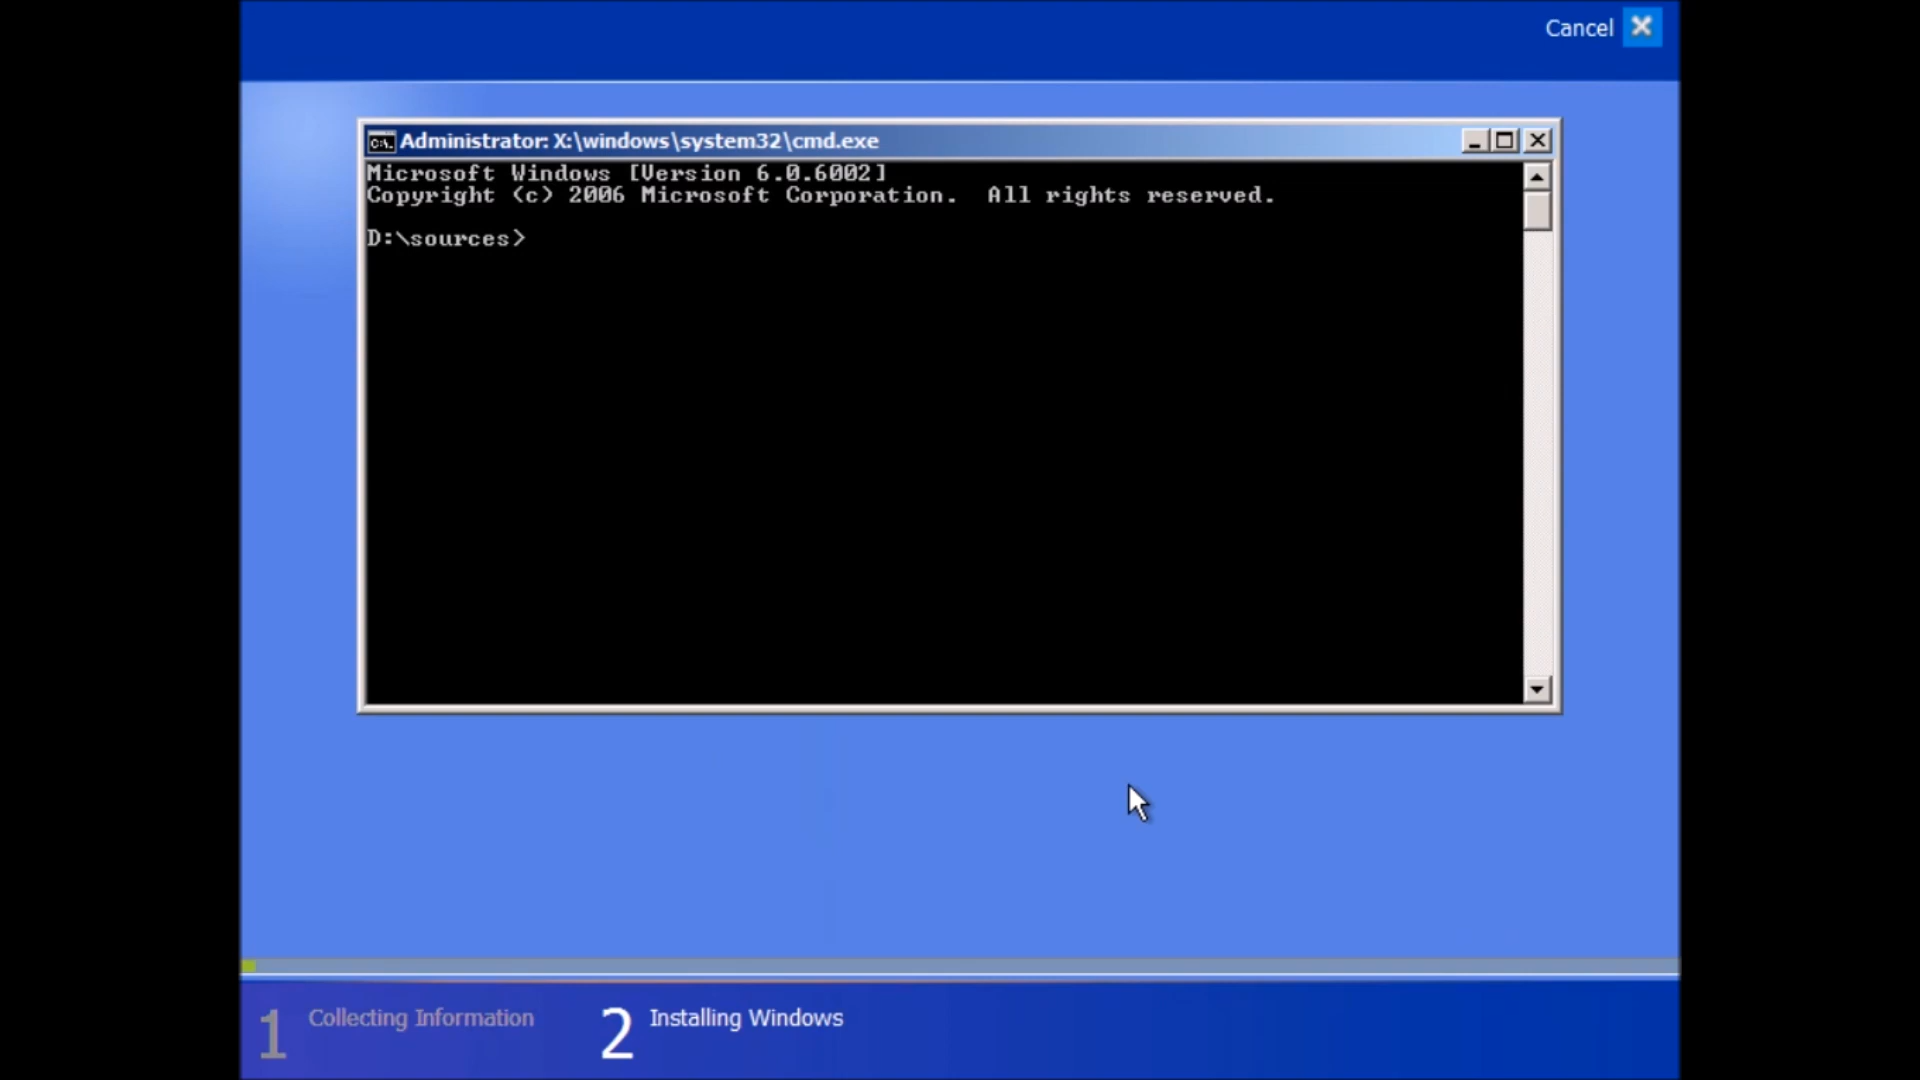 Cancel
Administrator: X:\windows\system32\cmd.exe
Microsoft Windows [Version 6.0.6002]
Copyright (c) 2006 Microsoft Corporation.  All rights reserved.
D:\sources>
1 Collecting Information 2 Installing Windows